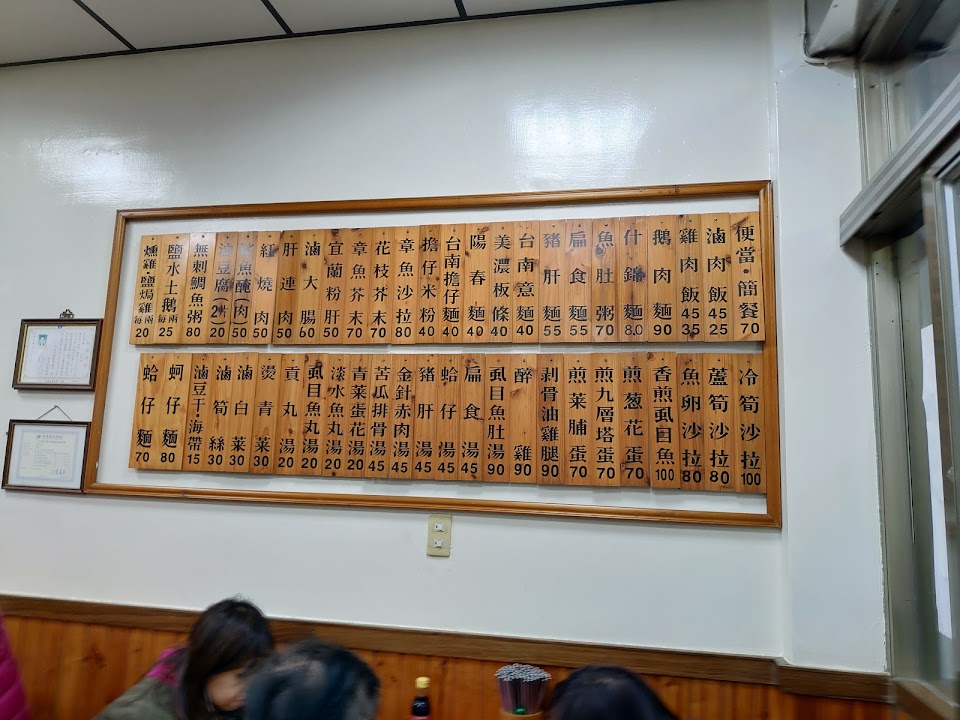 便當·簡餐 70
滷肉飯 45 25
雞肉飯 45 35
鵝肉麵 90
什錦麵 80
魚肚粥 70
扁食麵 55
豬肝麵 55
台南意麵 40
美濃板條 40
陽春麵 40
台南擔仔麵 40
擔仔米粉 40
章魚沙拉 80
花枝芥末 70
章魚芥末 70
宜蘭粉肝 50
滷大腸 60
肝連肉 50
紅燒肉 50
無刺鯛魚粥 80
鹽水土鵝每兩 25
燻雞·鹽焗雞每兩 20
冷筍沙拉 100
蘆筍沙拉 80
魚卵沙拉 80
香煎虱目魚 100
煎葱花蛋 70
煎九層塔蛋 70
煎菜脯蛋 70
剥骨油雞腿 90
醉雞 90
虱目魚肚湯 90
扁食湯 45
蛤仔湯 45
豬肝湯 45
金針赤肉湯 45
苦瓜排骨湯 45
青菜蛋花湯 20
淡水魚丸湯 20
虱目魚丸湯 20
貢丸湯 20
燙青菜 30
滷白菜 30
滷筍絲 30
滷豆干·海帶 15
蚵仔麵 80
蛤仔麵 70